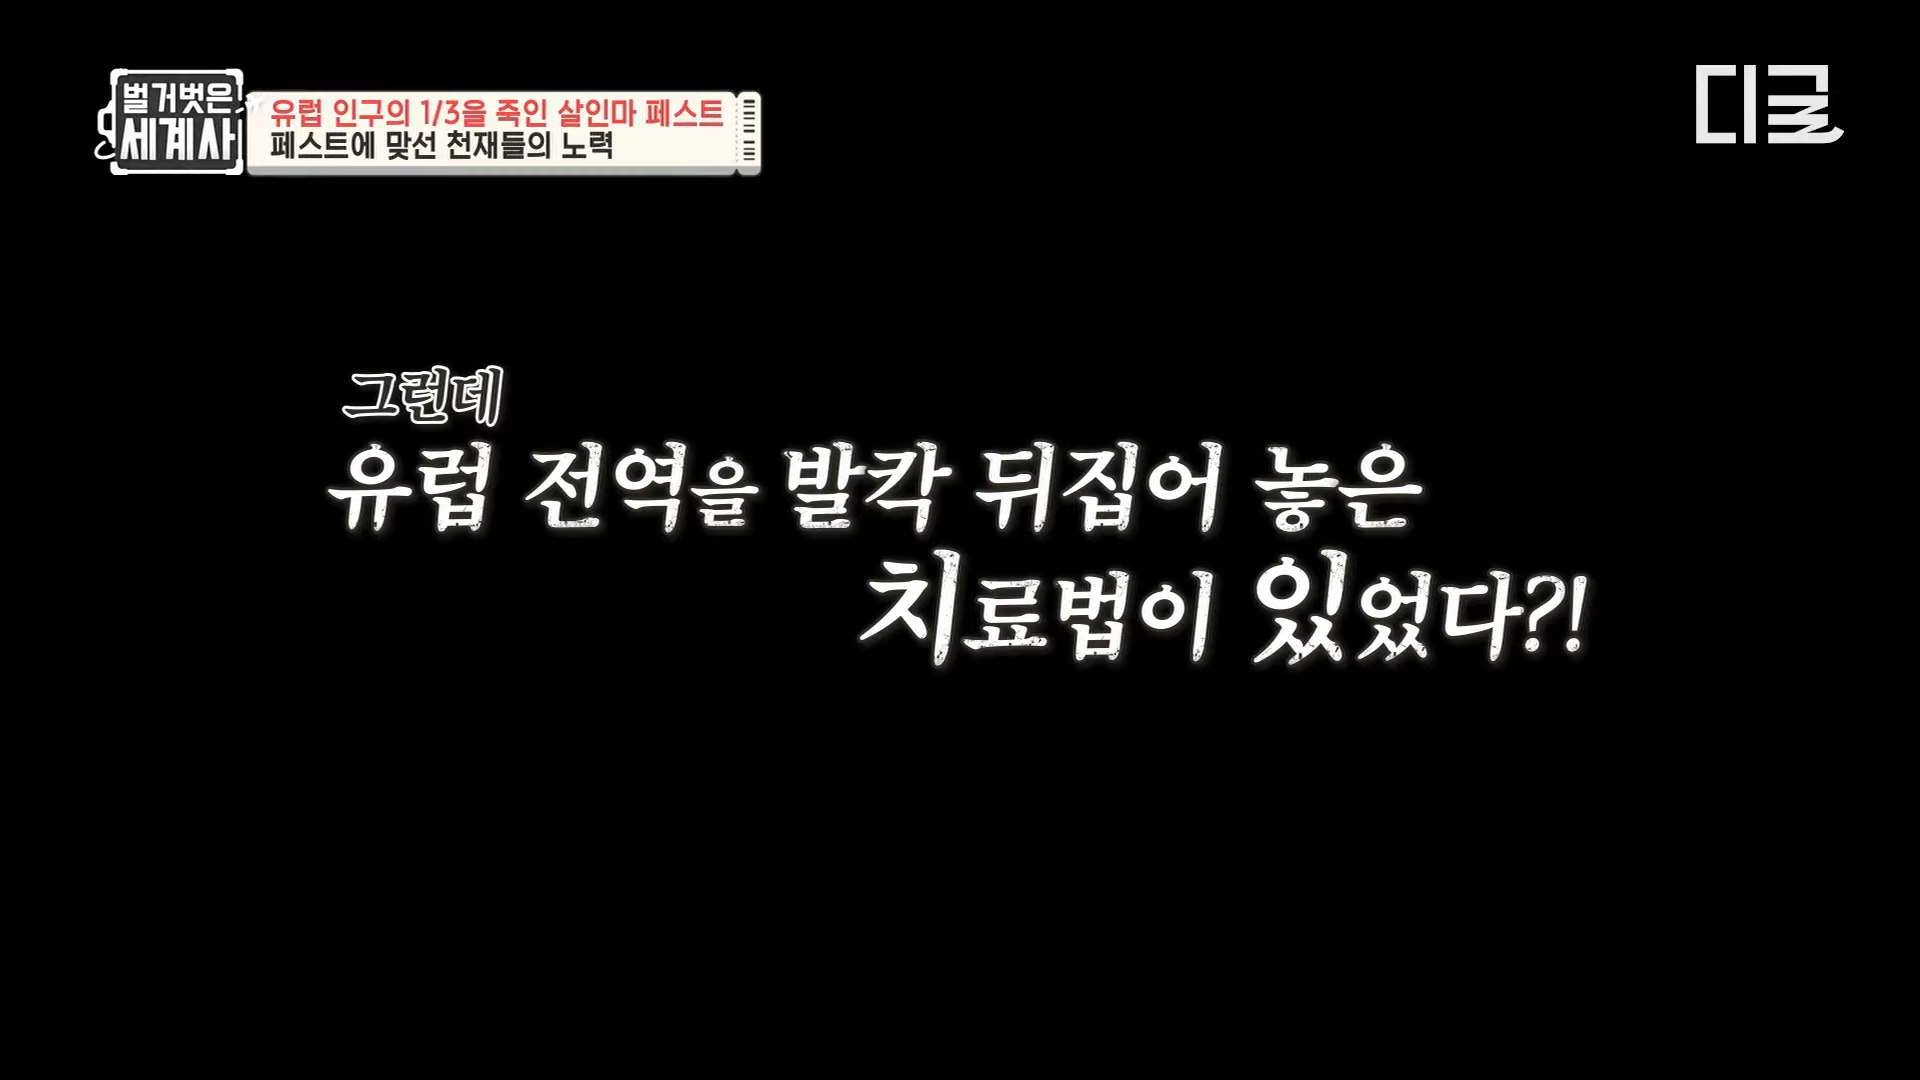 벌거벗은
세계사
유럽 인구의 1/3을 죽인 살인마 페스트
페스트에 맞선 천재들의 노력
디글
그런데
유럽 전역을 발칵 뒤집어 놓은
치료법이 있었다?!